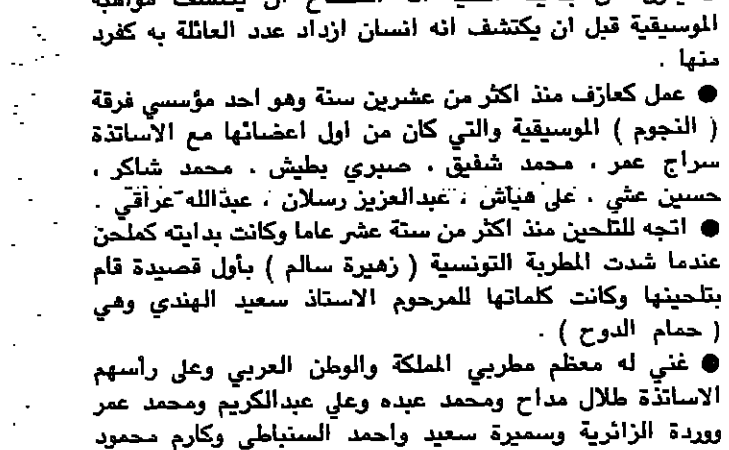 الموسيقية قبل ان يكتشف انه انسان ازداد عدد العائلة به كفرد
منها .
● عمل كعازف منذ اكثر من عشرين سنة وهو احد مؤسسي فرقة
( النجوم ) الموسيقية والتي كان من اول اعضائها مع الاساتذة
سراج عمر ، محمد شفيق ، صبري بطيش ، محمد شاكر ،
حسين عشي ، على هياش ، عبدالعزيز رسلان ، عبدالله عراقي .
● اتجه للتلحين منذ اكثر من ستة عشر عاما وكانت بدايته كملحن
عندما شدت المطربة التونسية ( زهيرة سالم ) بأول قصيدة قام
بتلحينها وكانت كلماتها للمرحوم الاستاذ سعيد الهندي وهي
( حمام الدوح ) .
● غنى له معظم مطربي المملكة والوطن العربي وعلى رأسهم
الاساتذة طلال مداح ومحمد عبده وعلي عبدالكريم ومحمد عمر
ووردة الزائرية وسميرة سعيد واحمد السنباطي وكارم محمود